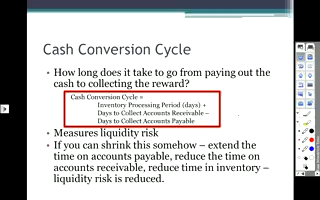 Cash Conversion Cycle
• How long does it take to go from paying out the
cash to collecting the reward?
Cash Conversion Cycle =
Inventory Processing Period (days) +
Days to Collect Accounts Receivable –
Days to Collect Accounts Payable
• Measures liquidity risk
• If you can shrink this somehow – extend the
time on accounts payable, reduce the time on
accounts receivable, reduce time in inventory –
liquidity risk is reduced.